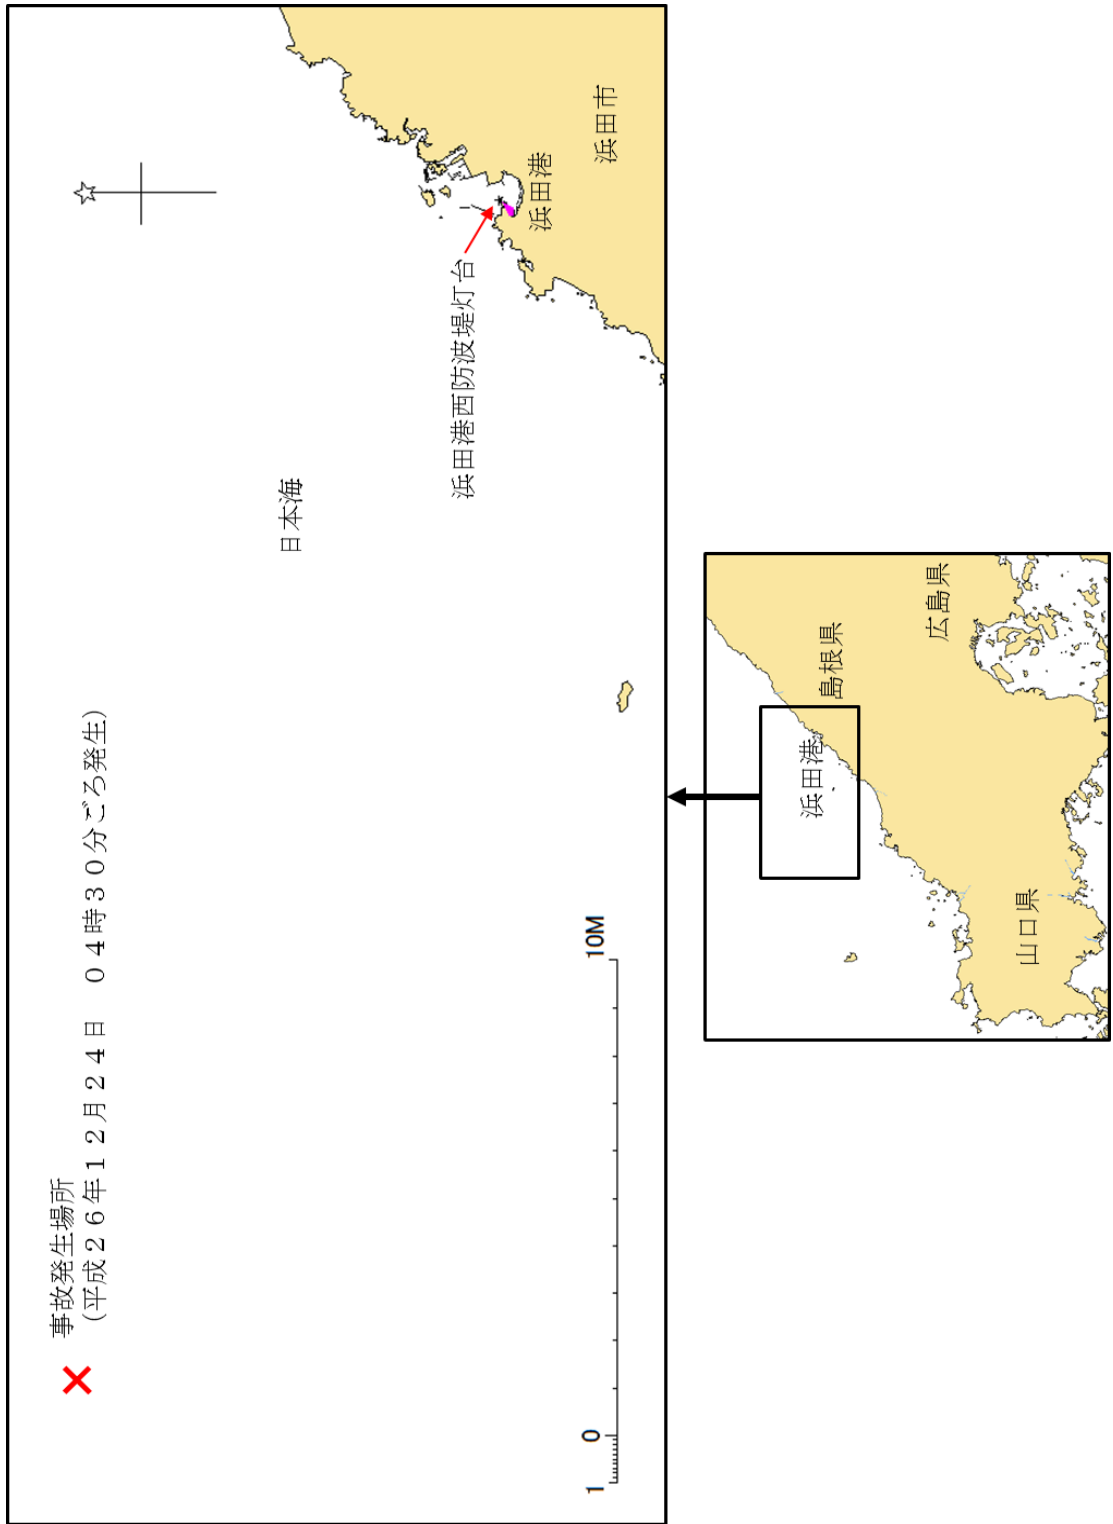 事故発生場所
(平成26年12月24日 04時30分ごろ発生)
日本海
浜田港西防波堤灯台
浜田港
浜田市
1 0 10M
浜田港
島根県
広島県
山口県